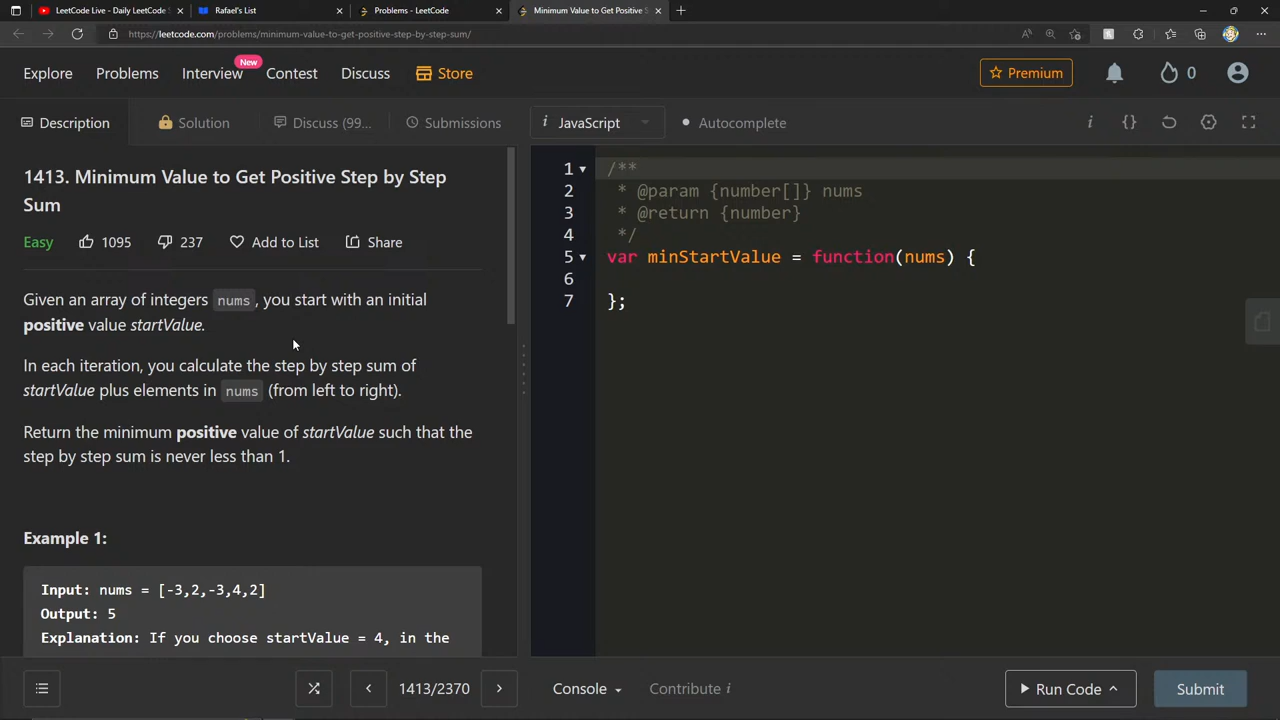 LeetCode Live - Daily LeetCode S
Rafael's List
Problems - LeetCode
Minimum Value to Get Positive S
https://leetcode.com/problems/minimum-value-to-get-positive-step-by-step-sum/
Explore
Problems
Interview
New
Contest
Discuss
Store
Premium
0
Description
Solution
Discuss (99...
Submissions
i JavaScript
Autocomplete
1413. Minimum Value to Get Positive Step by Step
Sum
Easy
1095
237
Add to List
Share
Given an array of integers nums, you start with an initial
positive value startValue.
In each iteration, you calculate the step by step sum of
startValue plus elements in nums (from left to right).
Return the minimum positive value of startValue such that the
step by step sum is never less than 1.
Example 1:
Input: nums = [-3,2,-3,4,2]
Output: 5
Explanation: If you choose startValue = 4, in the
1 /**
2 * @param {number[]} nums
3 * @return {number}
4 */
5 var minStartValue = function(nums) {
6
7 };
1413/2370
Console
Contribute i
Run Code
Submit